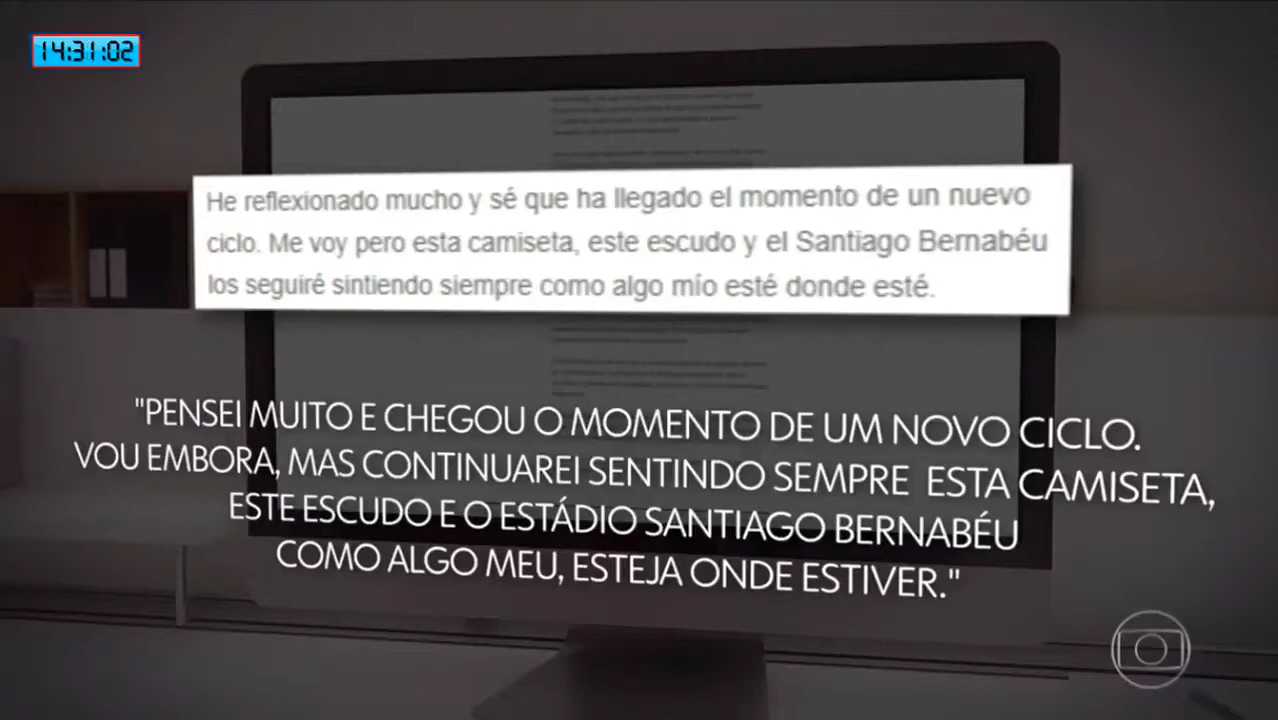 14:31:02
He reflexionado mucho y sé que ha llegado el momento de un nuevo
ciclo. Me voy pero esta camiseta, este escudo y el Santiago Bernabéu
los seguiré sintiendo siempre como algo mío esté donde esté.
"PENSEI MUITO E CHEGOU O MOMENTO DE UM NOVO CICLO.
VOU EMBORA, MAS CONTINUAREI SENTINDO SEMPRE ESTA CAMISETA,
ESTE ESCUDO E O ESTÁDIO SANTIAGO BERNABÉU
COMO ALGO MEU, ESTEJA ONDE ESTIVER."